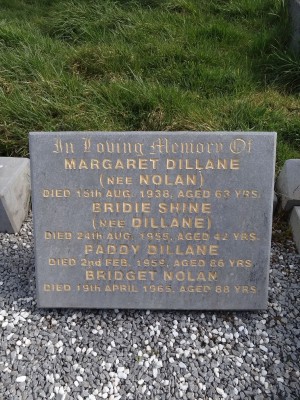 In Loving Memory Of
MARGARET DILLANE
(NEE NOLAN)
DIED 15th AUG. 1938, AGED 63 YRS.
BRIDIE SHINE
(NEE DILLANE)
DIED 24th AUG. 1955, AGED 42 YRS.
PADDY DILLANE
DIED 2nd FEB. 1958, AGED 86 YRS.
BRIDGET NOLAN
DIED 19th APRIL 1965, AGED 88 YRS.